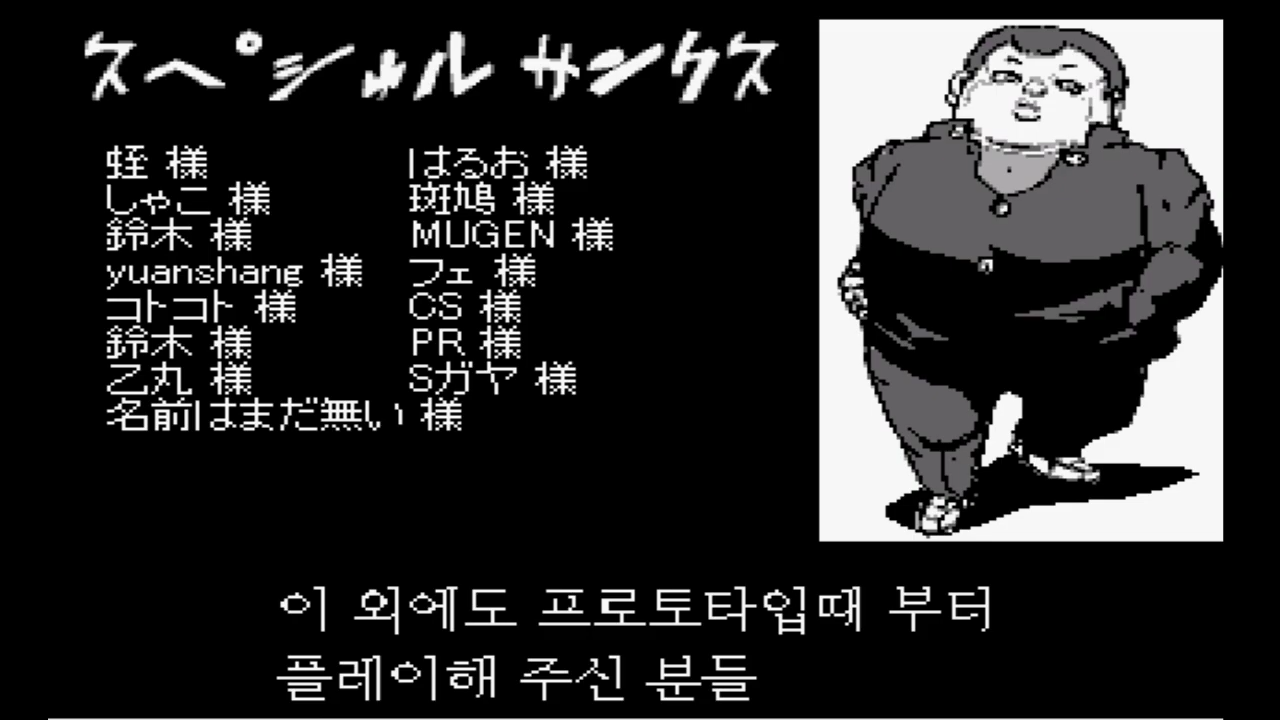 スペシャル サンクス
蛭 様
しゃこ 様
鈴木 様
yuanshang 様
コトコト 様
鈴木 様
乙丸 様
名前はまだ無い 様
はるお 様
斑鳩 様
MUGEN 様
フェ 様
CS 様
PR 様
Sガヤ 様
이 외에도 프로토타입때 부터
플레이해 주신 분들